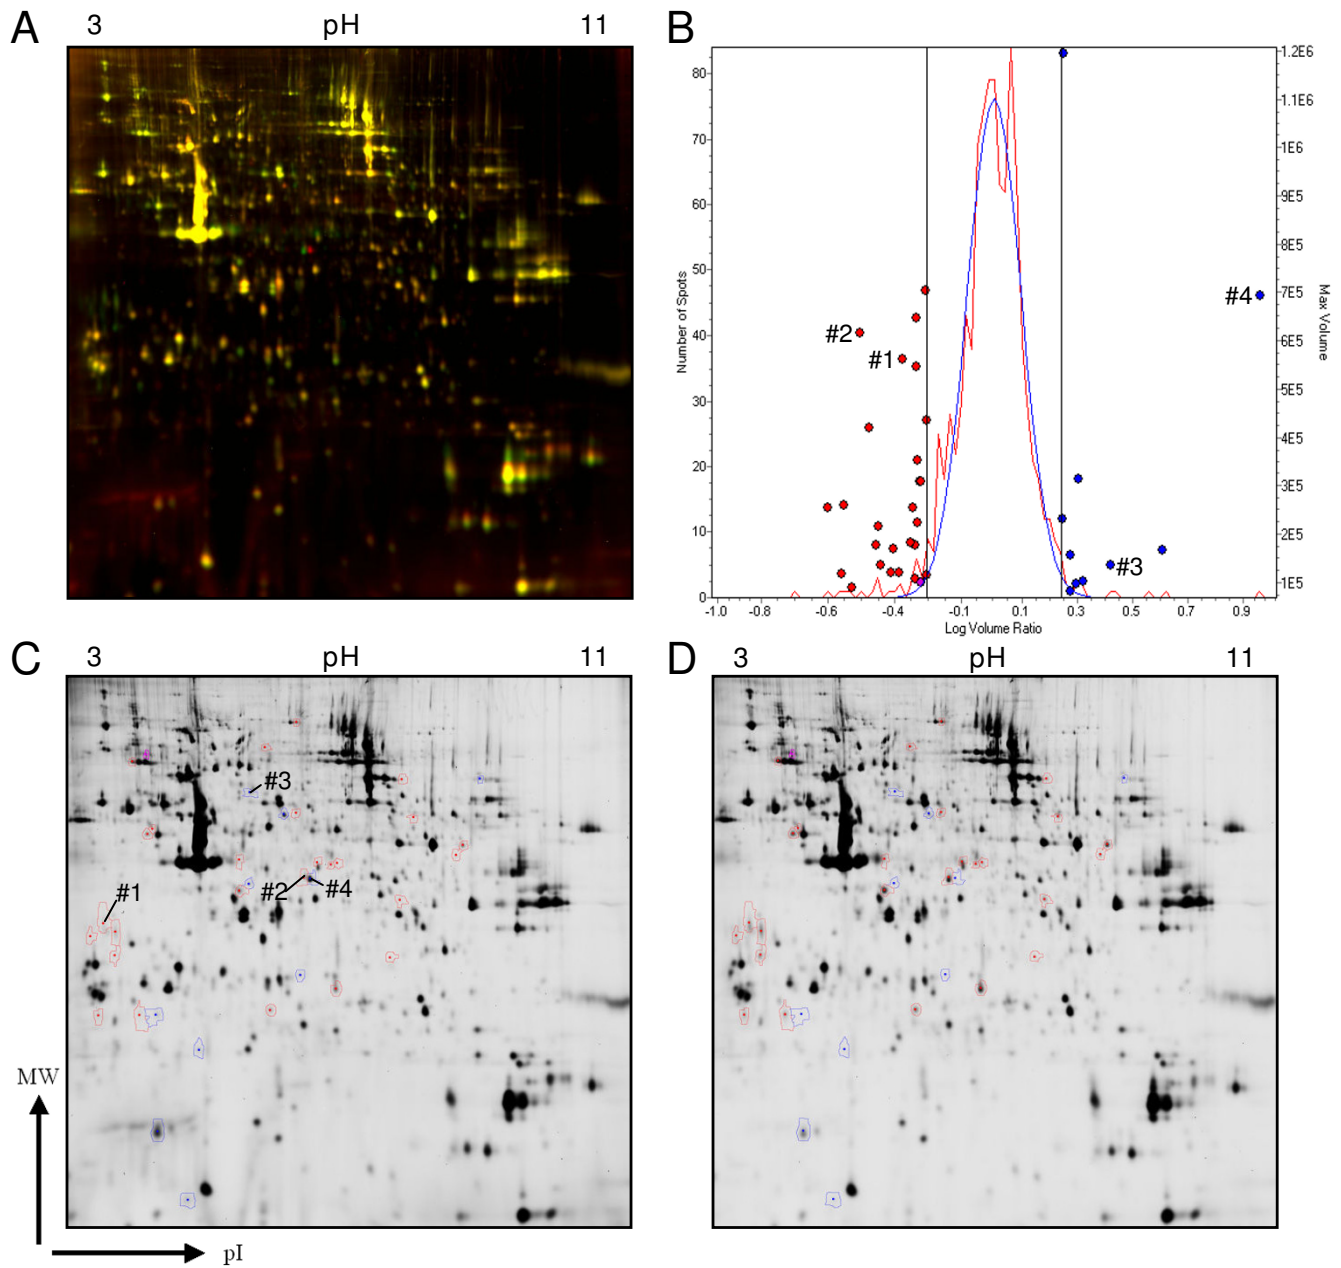 A
3 pH 11
B
80
70
60
50
40
30
20
10
0
Number of Spots
1.2E6
1.1E6
1E6
9E5
8E5
7E5
6E5
5E5
4E5
3E5
2E5
1E5
Max Volume
#2
#1
#4
#3
-1.0 -0.8 -0.6 -0.4 -0.1 0.1 0.3 0.5 0.7 0.9
Log Volume Ratio
C
3 pH 11
#3
#2 #4
#1
MW
pI
D
3 pH 11